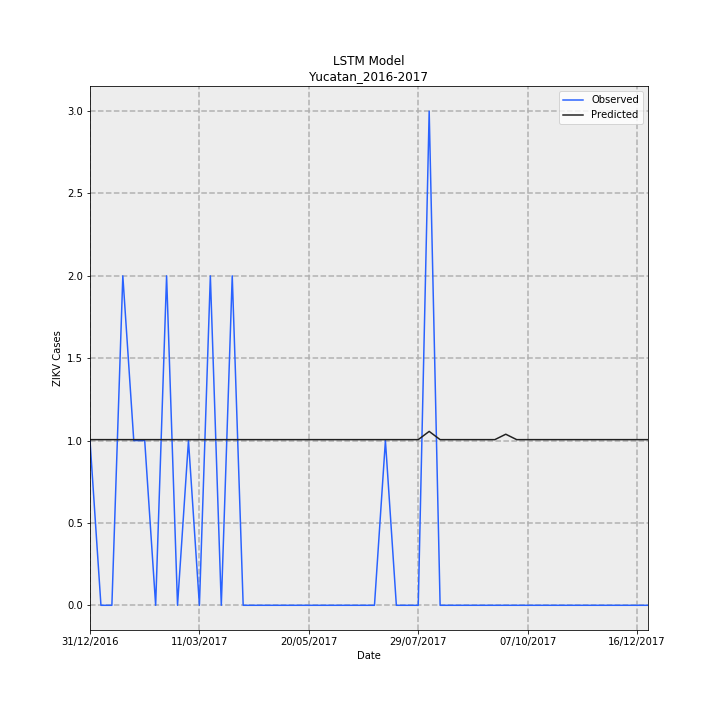 LSTM Model
Yucatan_2016-2017
Observed
Predicted
ZIKV Cases
3.0
2.5
2.0
1.5
1.0
0.5
0.0
31/12/2016 11/03/2017 20/05/2017 29/07/2017 07/10/2017 16/12/2017
Date